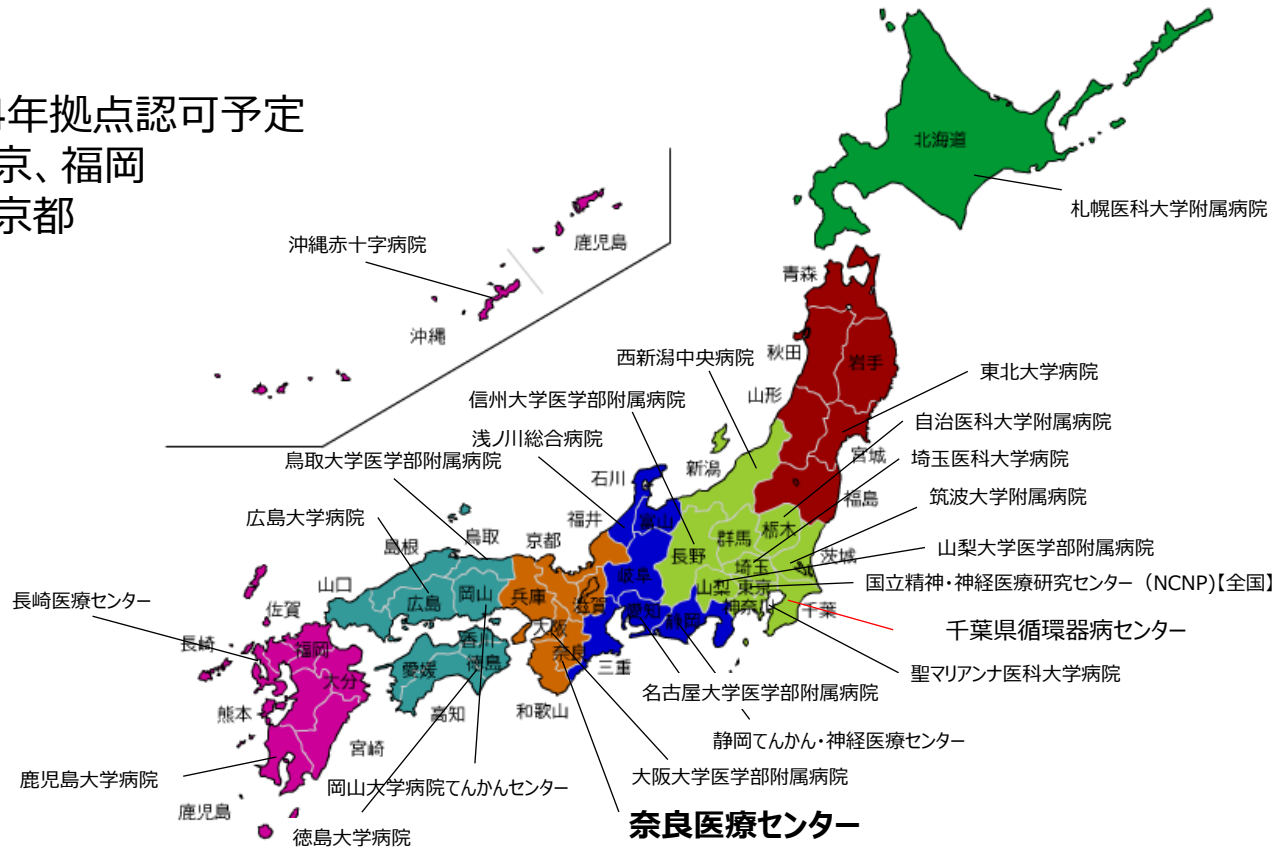 4年拠点認可予定
京、福岡
京都
北海道
札幌医科大学附属病院
沖縄赤十字病院
鹿児島
沖縄
青森
秋田
岩手
西新潟中央病院
山形
東北大学病院
信州大学医学部附属病院
自治医科大学附属病院
浅ノ川総合病院
宮城
鳥取大学医学部附属病院
石川
新潟
埼玉医科大学病院
福島
筑波大学附属病院
広島大学病院
福井
富山
栃木
群馬
島根
鳥取
京都
長野
茨城
山梨大学医学部附属病院
埼玉
山口
岐阜
山梨
東京
国立精神・神経医療研究センター（NCNP)【全国】
長崎医療センター
広島
岡山
兵庫
滋賀
愛知
静岡
神奈川
千葉
佐賀
千葉県循環器病センター
長崎
福岡
香川
大阪
愛媛
徳島
奈良
三重
聖マリアンナ医科大学病院
大分
名古屋大学医学部附属病院
熊本
高知
和歌山
宮崎
静岡てんかん・神経医療センター
鹿児島大学病院
岡山大学病院てんかんセンター
大阪大学医学部附属病院
鹿児島
徳島大学病院
奈良医療センター